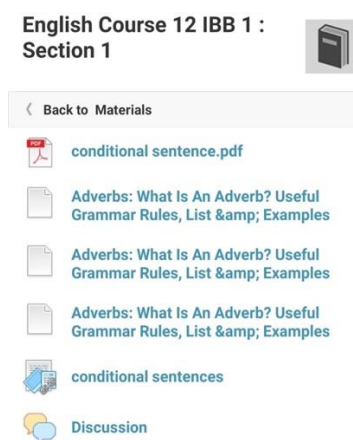 English Course 12 IBB 1 :
Section 1
Back to Materials
PDF
conditional sentence.pdf
Adverbs: What Is An Adverb? Useful
Grammar Rules, List &amp; Examples
Adverbs: What Is An Adverb? Useful
Grammar Rules, List &amp; Examples
Adverbs: What Is An Adverb? Useful
Grammar Rules, List &amp; Examples
conditional sentences
Discussion